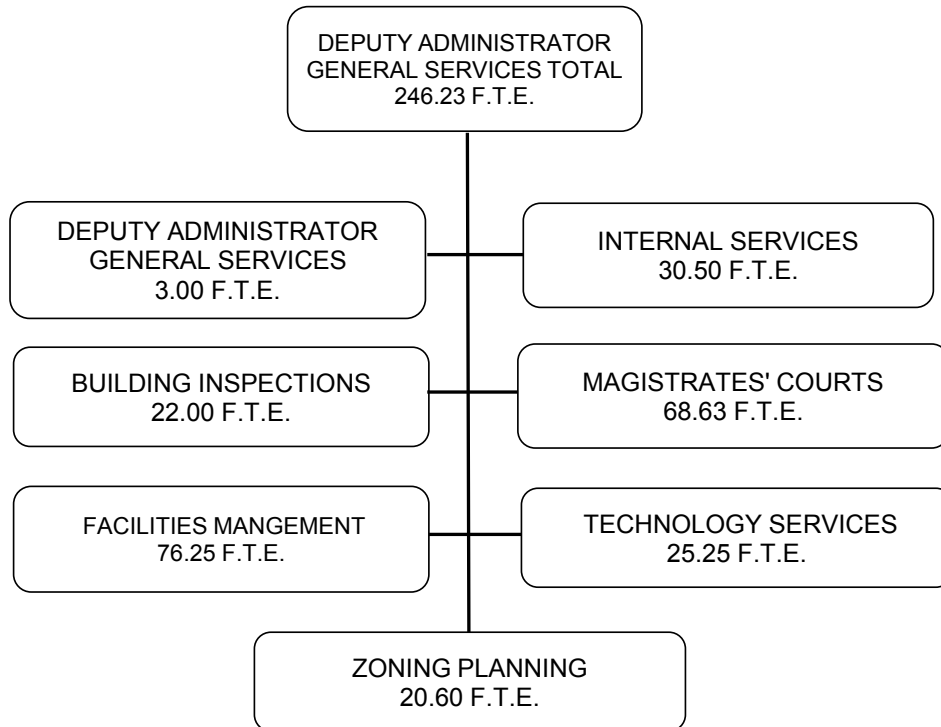 DEPUTY ADMINISTRATOR
GENERAL SERVICES TOTAL
246.23 F.T.E.
DEPUTY ADMINISTRATOR
GENERAL SERVICES
3.00 F.T.E.
INTERNAL SERVICES
30.50 F.T.E.
BUILDING INSPECTIONS
22.00 F.T.E.
MAGISTRATES' COURTS
68.63 F.T.E.
FACILITIES MANGEMENT
76.25 F.T.E.
TECHNOLOGY SERVICES
25.25 F.T.E.
ZONING PLANNING
20.60 F.T.E.